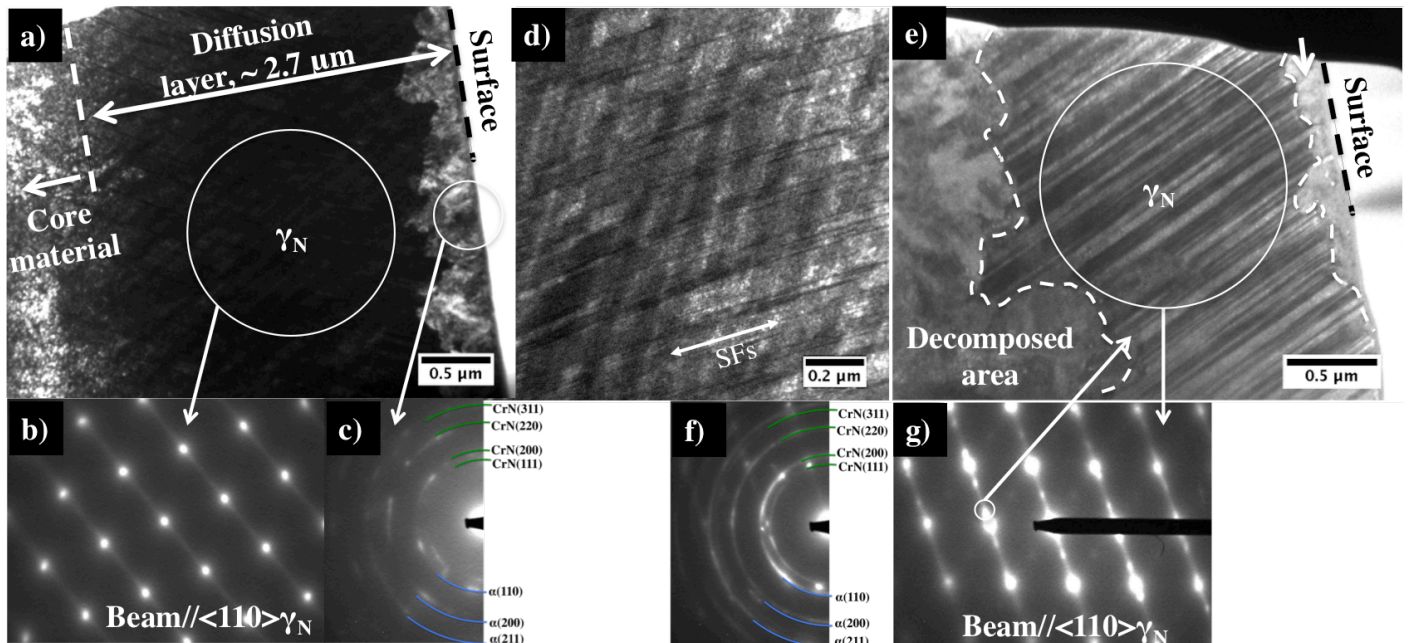 a)
Diffusion
layer, ~ 2.7 μm
Surface
Core
material
γN
0.5 μm
d)
SFs
0.2 μm
e)
Surface
γN
Decomposed
area
0.5 μm
b)
Beam//<110>γN
c)
CrN(311)
CrN(220)
CrN(200)
CrN(111)
α(110)
α(200)
α(211)
f)
CrN(311)
CrN(220)
CrN(200)
CrN(111)
α(110)
α(200)
α(211)
g)
Beam//<110>γN